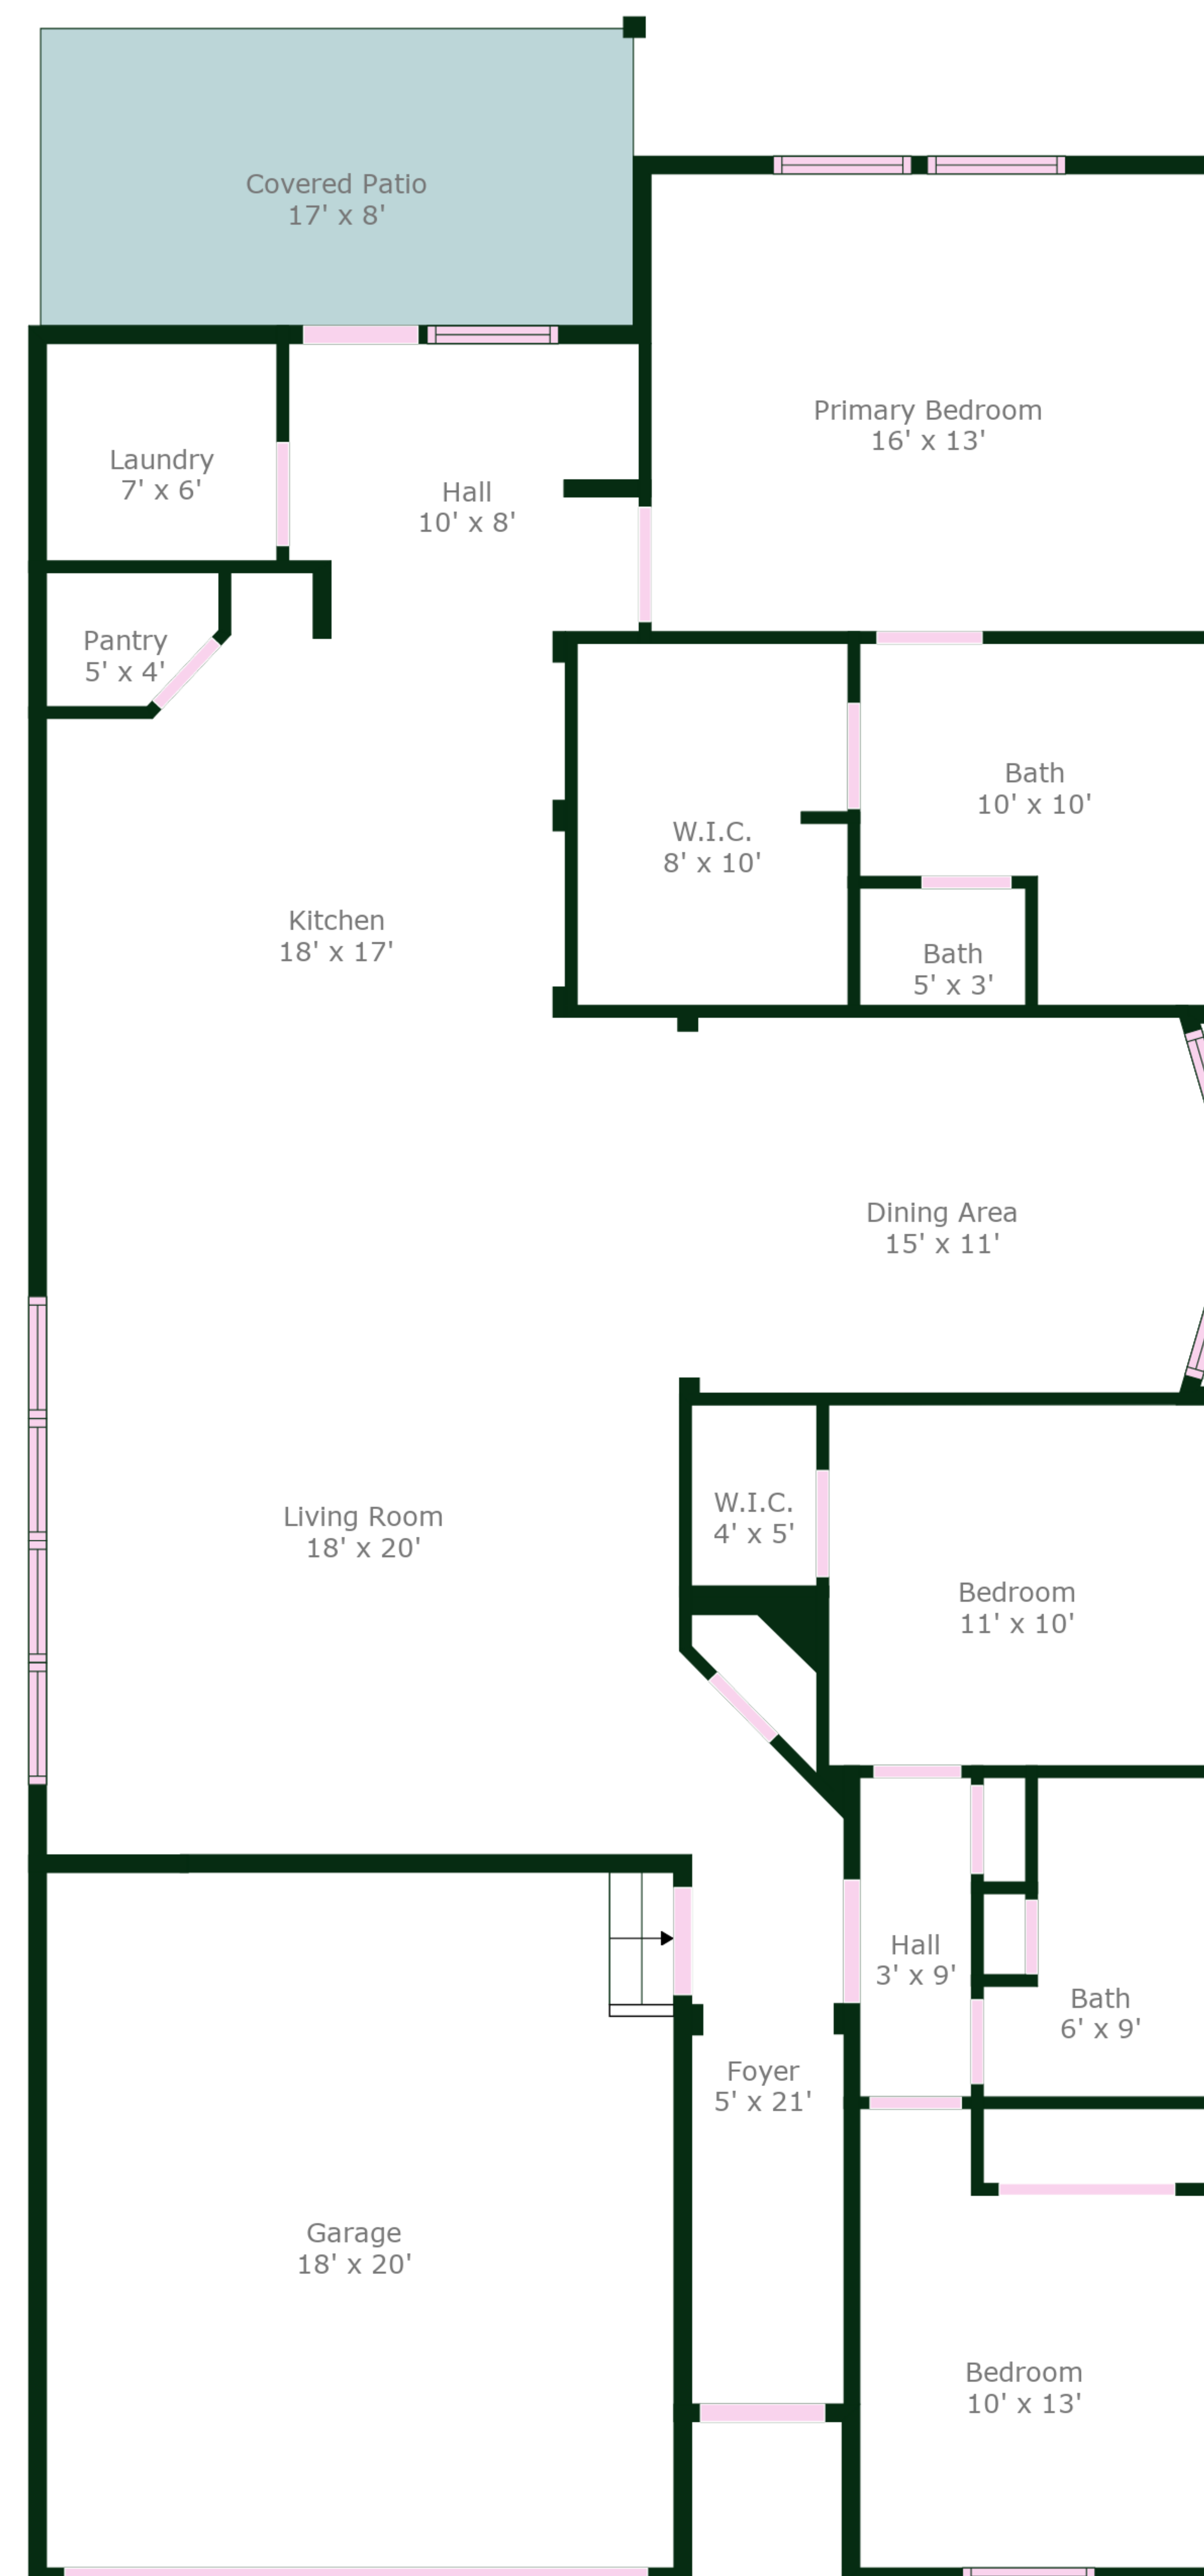 Covered Patio
17' x 8'
Primary Bedroom
16' x 13'
Laundry
7' x 6'
Hall
10' x 8'
Pantry
5' x 4'
Bath
10' x 10'
W.I.C.
8' x 10'
Kitchen
18' x 17'
Bath
5' x 3'
Dining Area
15' x 11'
W.I.C.
4' x 5'
Living Room
18' x 20'
Bedroom
11' x 10'
Hall
3' x 9'
Bath
6' x 9'
Foyer
5' x 21'
Garage
18' x 20'
Bedroom
10' x 13'